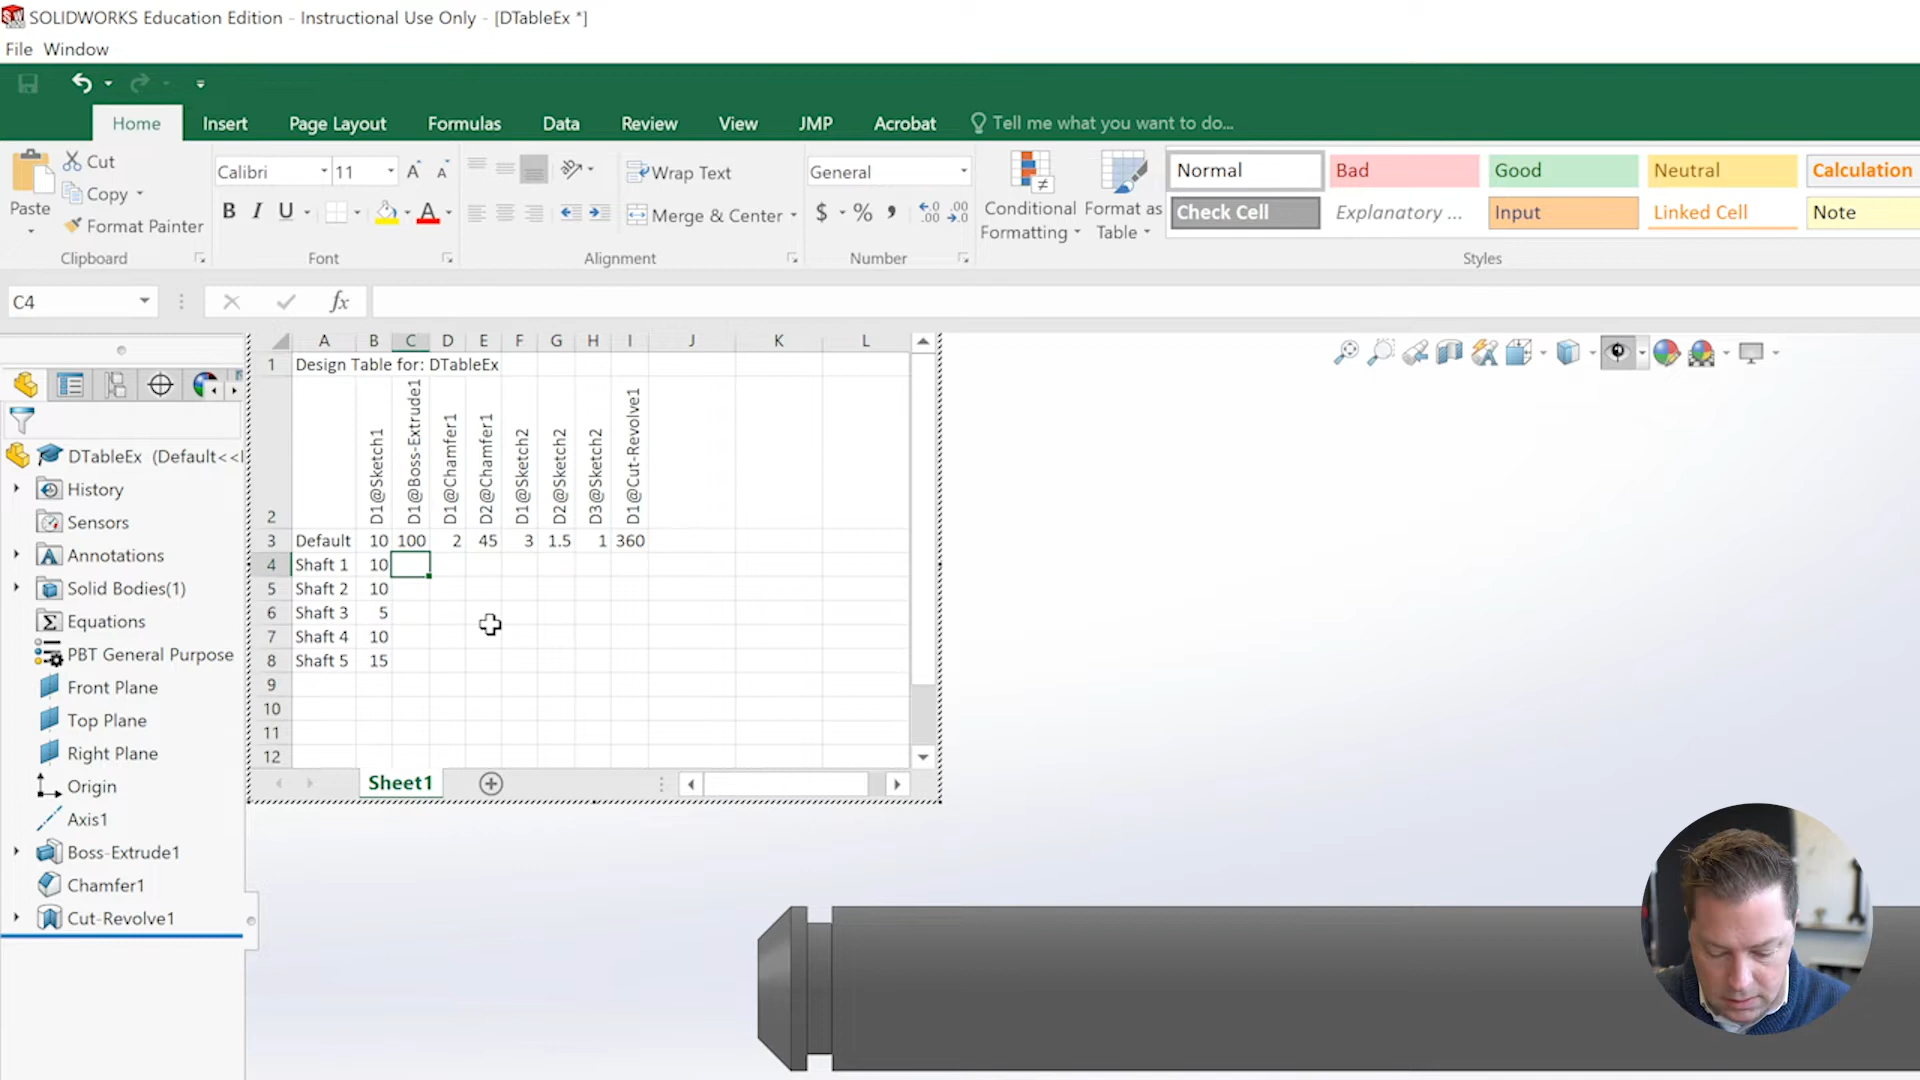 SOLIDWORKS Education Edition - Instructional Use Only - [DTableEx *]
File Window
Home Insert Page Layout Formulas Data Review View JMP Acrobat Tell me what you want to do...
Cut
Copy
Format Painter
Paste
Clipboard
Calibri 11
B I U
Font
Wrap Text
Merge & Center
Alignment
General
$ % ,
Number
Conditional Formatting
Format as Table
Normal Bad Good Neutral Calculation
Check Cell Explanatory ... Input Linked Cell Note
Styles
C4
fx
A B C D E F G H I J K L
1 Design Table for: DTableEx
2 D1@Sketch1 D1@Boss-Extrude1 D1@Chamfer1 D2@Chamfer1 D1@Sketch2 D2@Sketch2 D3@Sketch2 D1@Cut-Revolve1
3 Default 10 100 2 45 3 1.5 1 360
4 Shaft 1 10
5 Shaft 2 10
6 Shaft 3 5
7 Shaft 4 10
8 Shaft 5 15
9
10
11
12
Sheet1
DTableEx (Default<<
History
Sensors
Annotations
Solid Bodies(1)
Equations
PBT General Purpose
Front Plane
Top Plane
Right Plane
Origin
Axis1
Boss-Extrude1
Chamfer1
Cut-Revolve1